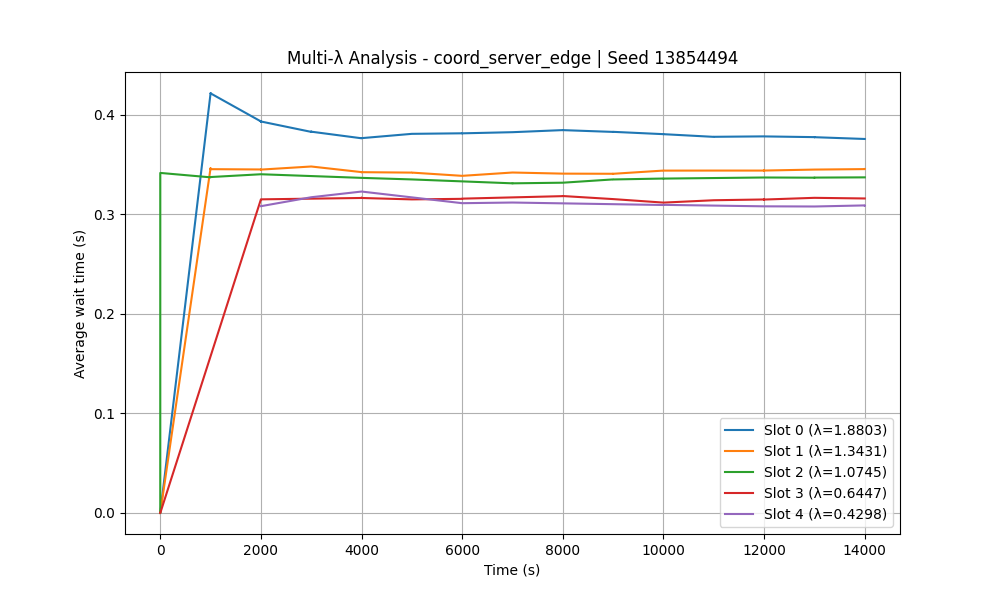 Multi-λ Analysis - coord_server_edge | Seed 13854494
Average wait time (s)
0.4
0.3
0.2
0.1
0.0
0 2000 4000 6000 8000 10000 12000 14000
Time (s)
Slot 0 (λ=1.8803)
Slot 1 (λ=1.3431)
Slot 2 (λ=1.0745)
Slot 3 (λ=0.6447)
Slot 4 (λ=0.4298)